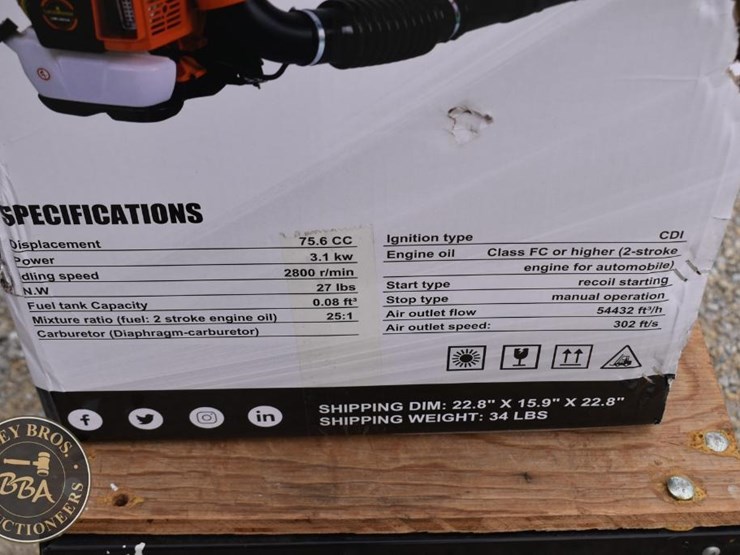 SPECIFICATIONS
Displacement 75.6 CC
Power 3.1 kw
dling speed 2800 r/min
N.W 27 lbs
Fuel tank Capacity 0.08 ft³
Mixture ratio (fuel: 2 stroke engine oil) 25:1
Carburetor (Diaphragm-carburetor)
Ignition type CDI
Engine oil Class FC or higher (2-stroke
engine for automobile)
Start type recoil starting
Stop type manual operation
Air outlet flow 54432 ft³/h
Air outlet speed: 302 ft/s
f in
SHIPPING DIM: 22.8" X 15.9" X 22.8"
SHIPPING WEIGHT: 34 LBS
EY BROS.
BBA
CTIONEERS